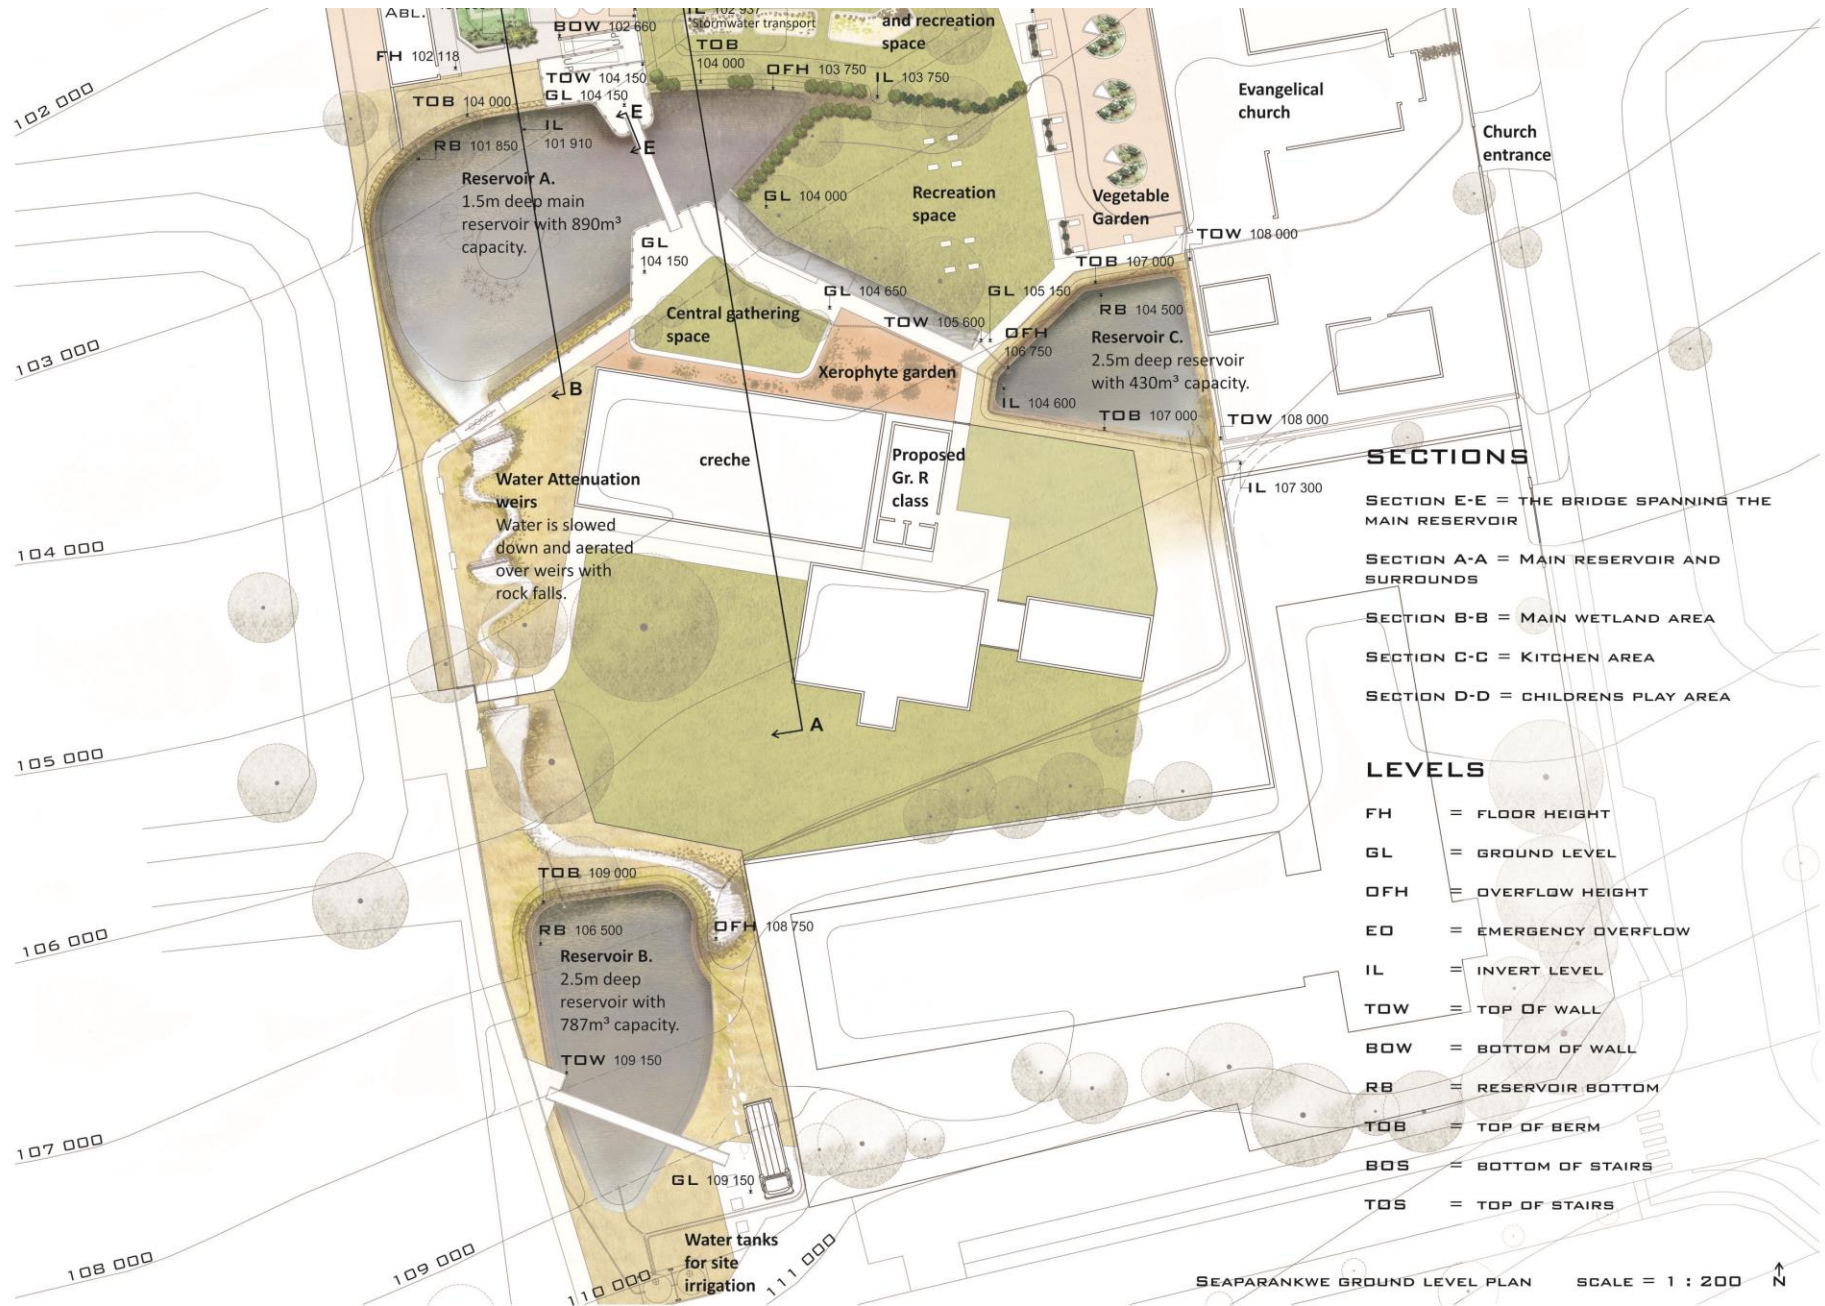 ABL.
BOW 102 660
IL 102 937
Stormwater transport
and recreation
space
FH 102 118
TOB
104 000
OFH 103 750
IL 103 750
TOW 104 150
GL 104 150
TOB 104 000
102 000
Evangelical
church
Church
entrance
IL
101 910
RB 101 850
E
E
Reservoir A.
1.5m deep main
reservoir with 890m³
capacity.
GL 104 000
Recreation
space
Vegetable
Garden
TOW 108 000
GL
104 150
TOB 107 000
GL 104 650
GL 105 150
RB 104 500
Central gathering
space
TOW 105 600
OFH
106 750
Reservoir C.
2.5m deep reservoir
with 430m³ capacity.
103 000
Xerophyte garden
B
IL 104 600
TOB 107 000
TOW 108 000
creche
Proposed
Gr. R
class
IL 107 300
Water Attenuation
weirs
Water is slowed
down and aerated
over weirs with
rock falls.
104 000
SECTIONS
SECTION E-E = THE BRIDGE SPANNING THE
MAIN RESERVOIR
SECTION A-A = MAIN RESERVOIR AND
SURROUNDS
SECTION B-B = MAIN WETLAND AREA
SECTION C-C = KITCHEN AREA
SECTION D-D = CHILDRENS PLAY AREA
A
105 000
LEVELS
FH = FLOOR HEIGHT
GL = GROUND LEVEL
OFH = OVERFLOW HEIGHT
EO = EMERGENCY OVERFLOW
IL = INVERT LEVEL
TOW = TOP OF WALL
BOW = BOTTOM OF WALL
RB = RESERVOIR BOTTOM
TOB = TOP OF BERM
BOS = BOTTOM OF STAIRS
TOS = TOP OF STAIRS
TOB 109 000
106 000
RB 106 500
OFH 108 750
Reservoir B.
2.5m deep
reservoir with
787m³ capacity.
TOW 109 150
107 000
GL 109 150
108 000
109 000
110 000
Water tanks
for site
irrigation
111 000
SEAPARANKWE GROUND LEVEL PLAN SCALE = 1 : 200 N